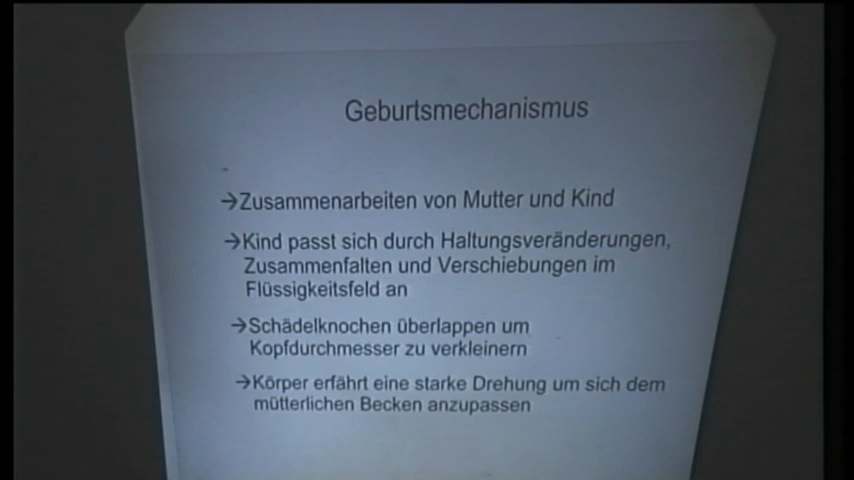 Geburtsmechanismus
→Zusammenarbeiten von Mutter und Kind
→Kind passt sich durch Haltungsveränderungen,
Zusammenfalten und Verschiebungen im
Flüssigkeitsfeld an
→Schädelknochen überlappen um
Kopfdurchmesser zu verkleinern
→Körper erfährt eine starke Drehung um sich dem
mütterlichen Becken anzupassen